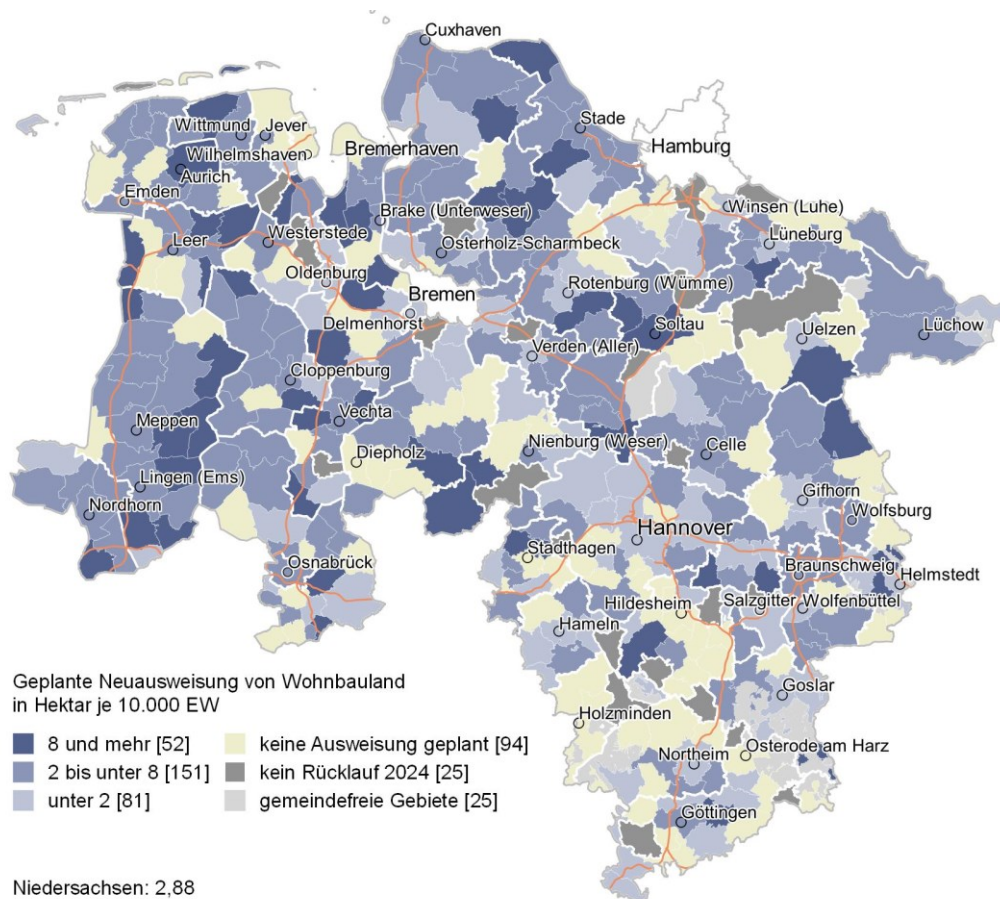 Cuxhaven
Stade
Wittmund
Jever
Hamburg
Wilhelmshaven
Bremerhaven
Aurich
Emden
Winsen (Luhe)
Brake (Unterweser)
Leer
Westerstede
Lüneburg
Osterholz-Scharmbeck
Oldenburg
Rotenburg (Wümme)
Bremen
Delmenhorst
Soltau
Uelzen
Lüchow
Verden (Aller)
Cloppenburg
Vechta
Meppen
Nienburg (Weser)
Celle
Diepholz
Lingen (Ems)
Gifhorn
Nordhorn
Wolfsburg
Hannover
Stadthagen
Osnabrück
Braunschweig
Helmstedt
Hildesheim
Salzgitter
Wolfenbüttel
Hameln
Goslar
Holzminden
Northeim
Osterode am Harz
Göttingen
Geplante Neuausweisung von Wohnbauland
in Hektar je 10.000 EW
8 und mehr [52]
2 bis unter 8 [151]
unter 2 [81]
keine Ausweisung geplant [94]
kein Rücklauf 2024 [25]
gemeindefreie Gebiete [25]
Niedersachsen: 2,88